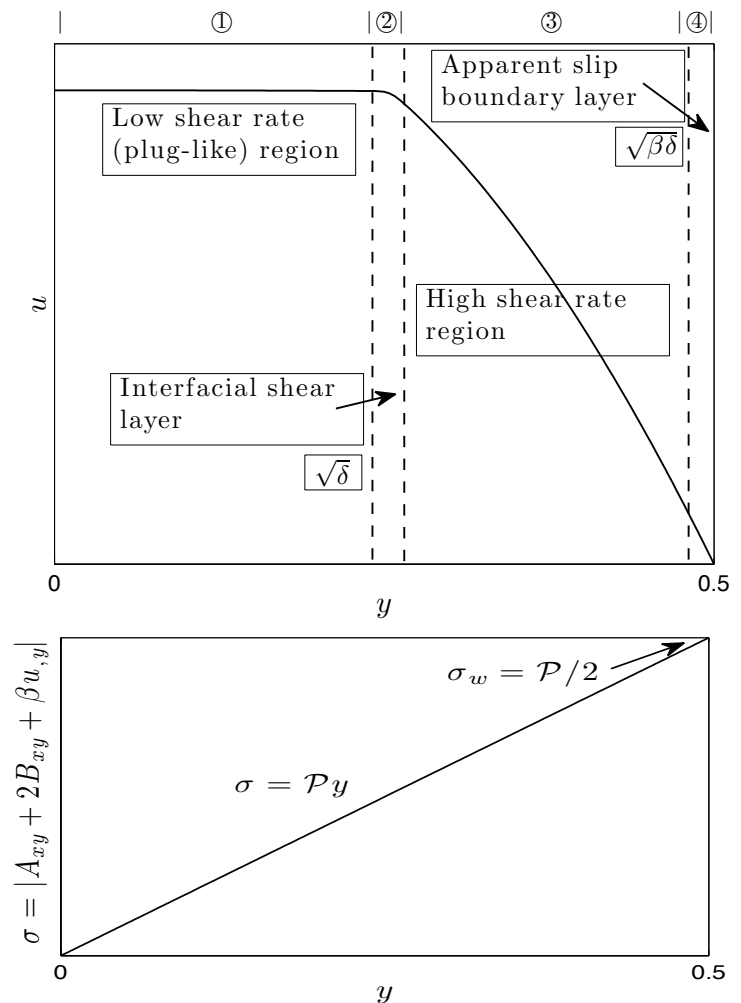 | ① |②| ③ |④|
Apparent slip
boundary layer
Low shear rate
(plug-like) region
√βδ
u
High shear rate
region
Interfacial shear
layer
√δ
0
0.5
y
σ = |A_xy + 2B_xy + βu_,y|
σ_w = 𝒫/2
σ = 𝒫y
0
0.5
y